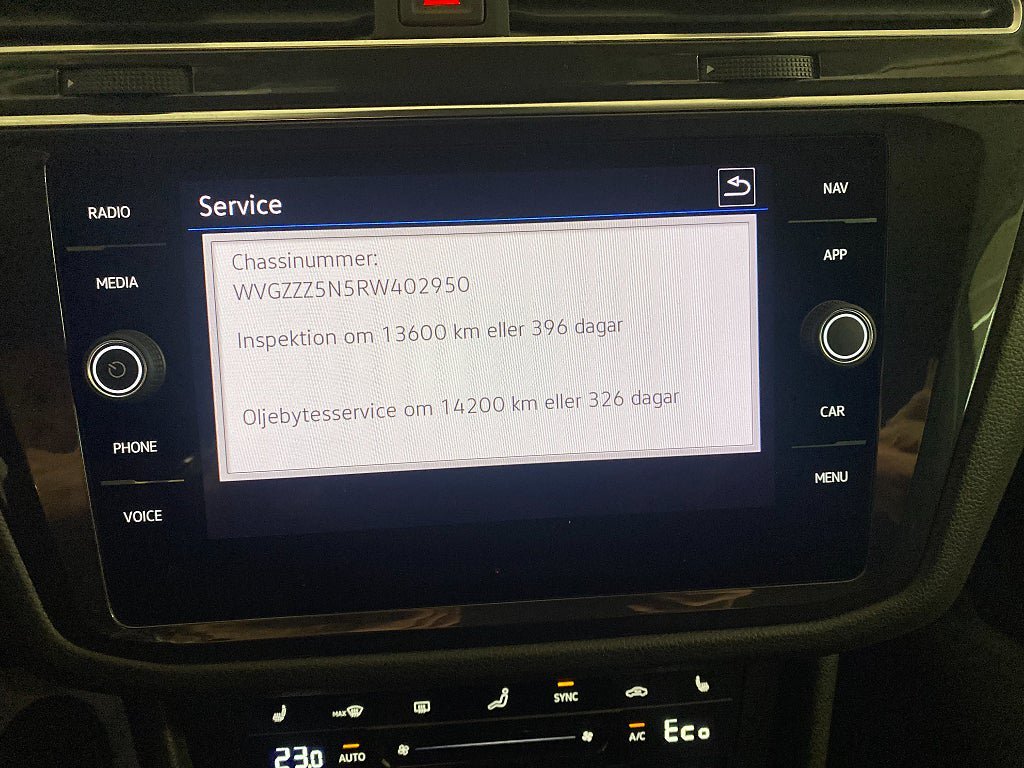 Service
RADIO
NAV
MEDIA
APP
Chassinummer:
WVGZZZ5N5RW402950
Inspektion om 13600 km eller 396 dagar
Oljebytesservice om 14200 km eller 326 dagar
PHONE
CAR
VOICE
MENU
MAX
SYNC
23.0
AUTO
A/C
Eco